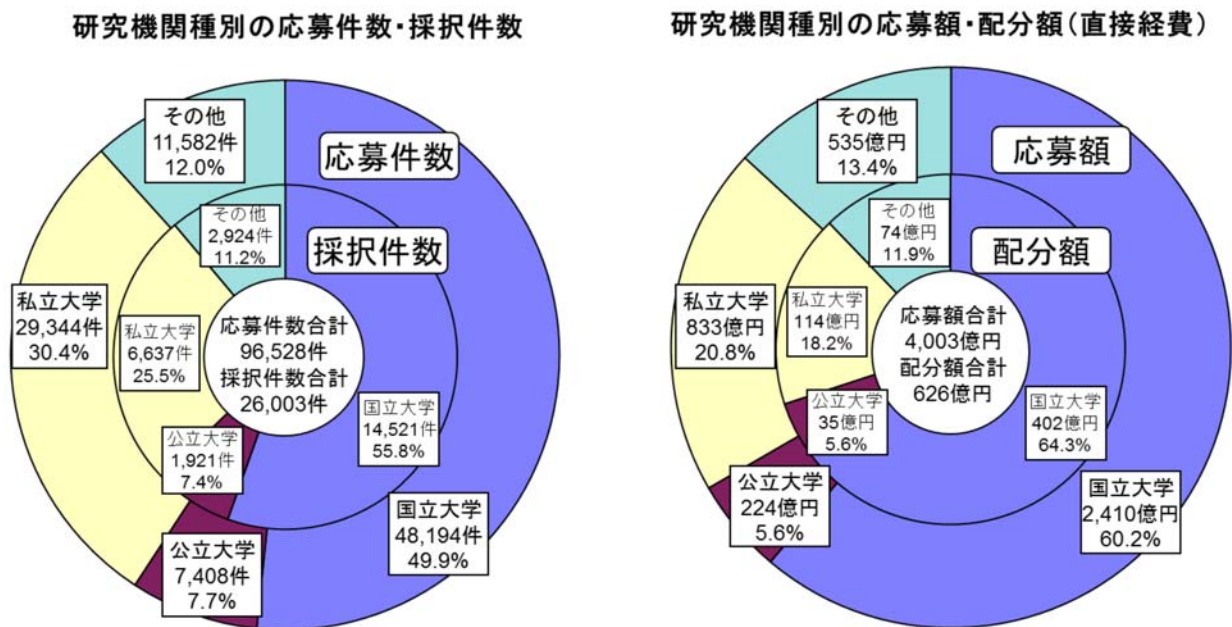 研究機関種別の応募件数・採択件数
その他
11,582件
12.0%
応募件数
その他
2,924件
11.2%
採択件数
私立大学
29,344件
30.4%
私立大学
6,637件
25.5%
応募件数合計
96,528件
採択件数合計
26,003件
国立大学
14,521件
55.8%
公立大学
1,921件
7.4%
国立大学
48,194件
49.9%
公立大学
7,408件
7.7%
研究機関種別の応募額・配分額(直接経費)
その他
535億円
13.4%
応募額
その他
74億円
11.9%
配分額
私立大学
833億円
20.8%
私立大学
114億円
18.2%
応募額合計
4,003億円
配分額合計
626億円
公立大学
35億円
5.6%
国立大学
402億円
64.3%
公立大学
224億円
5.6%
国立大学
2,410億円
60.2%